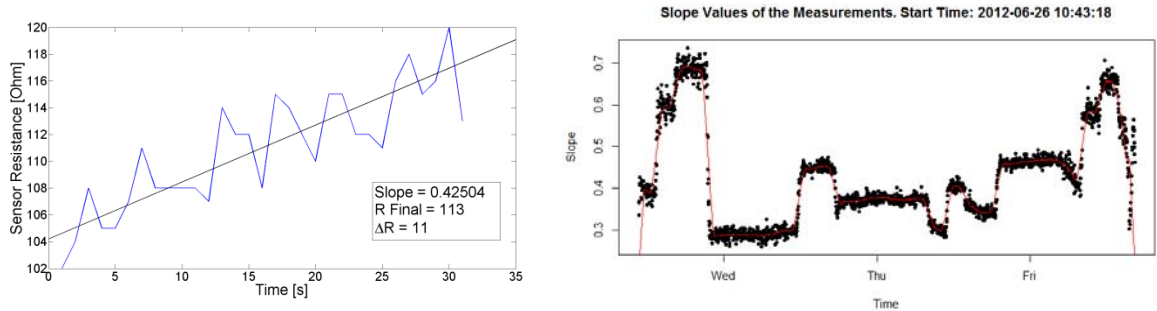 120
118
116
114
112
110
108
106
104
102
Sensor Resistance [Ohm]
Slope = 0.42504
R Final = 113
ΔR = 11
0 5 10 15 20 25 30 35
Time [s]
Slope Values of the Measurements. Start Time: 2012-06-26 10:43:18
0.7
0.6
0.5
0.4
0.3
Slope
Wed Thu Fri
Time